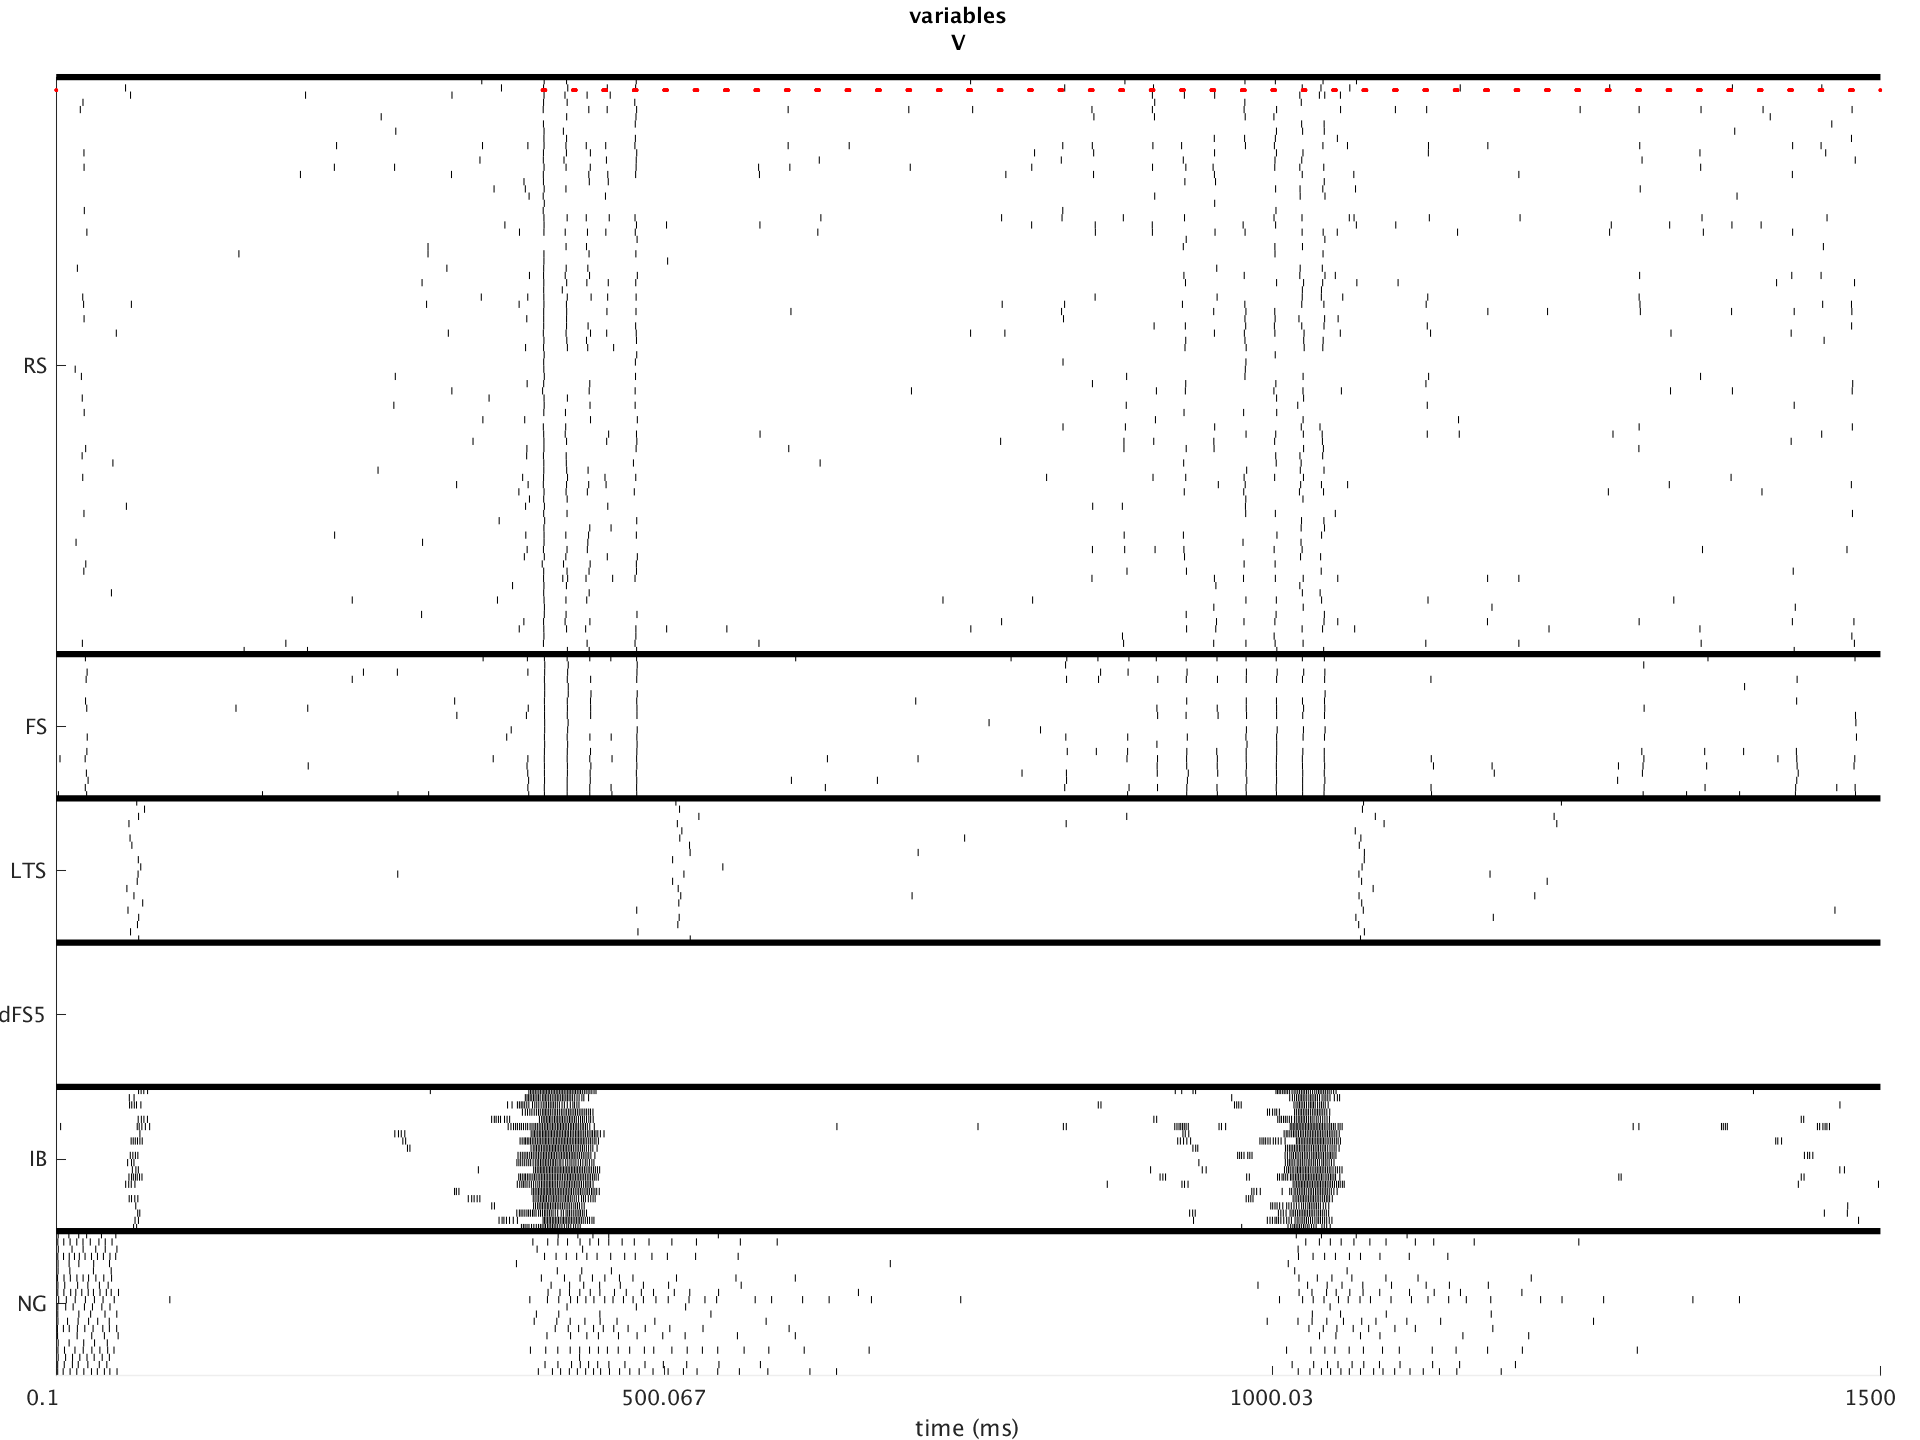 variables
V
RS
FS
LTS
dFS5
IB
NG
0.1
500.067
1000.03
1500
time (ms)